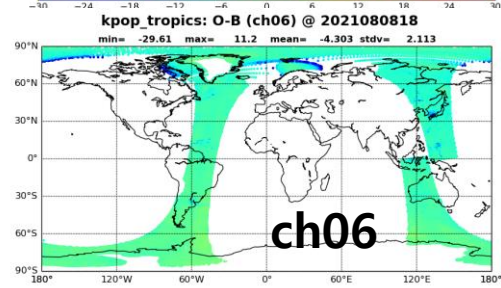 −30 −24 −18 −12 −6 0 6 12 18 24 30
kpop_tropics: O-B (ch06) @ 2021080818
min= -29.61 max= 11.2 mean= -4.303 stdv= 2.113
90°N
60°N
30°N
0°
30°S
60°S
90°S
ch06
180° 120°W 60°W 0° 60°E 120°E 180°